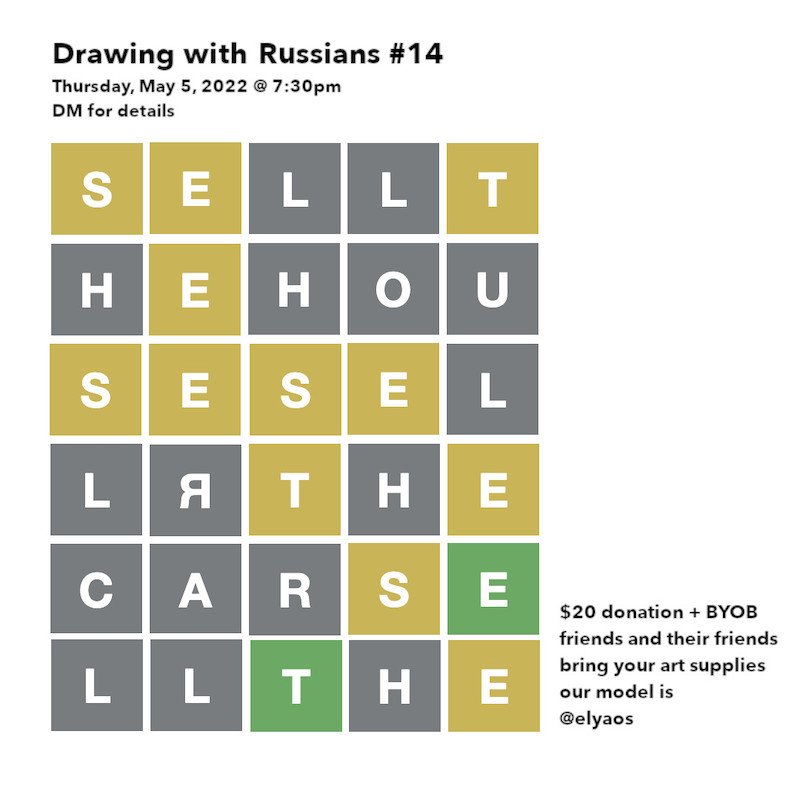 Drawing with Russians #14
Thursday, May 5, 2022 @ 7:30pm
DM for details
S E L L T
H E H O U
S E S E L
L Я T H E
C A R S E
L L T H E
$20 donation + BYOB
friends and their friends
bring your art supplies
our model is
@elyaos